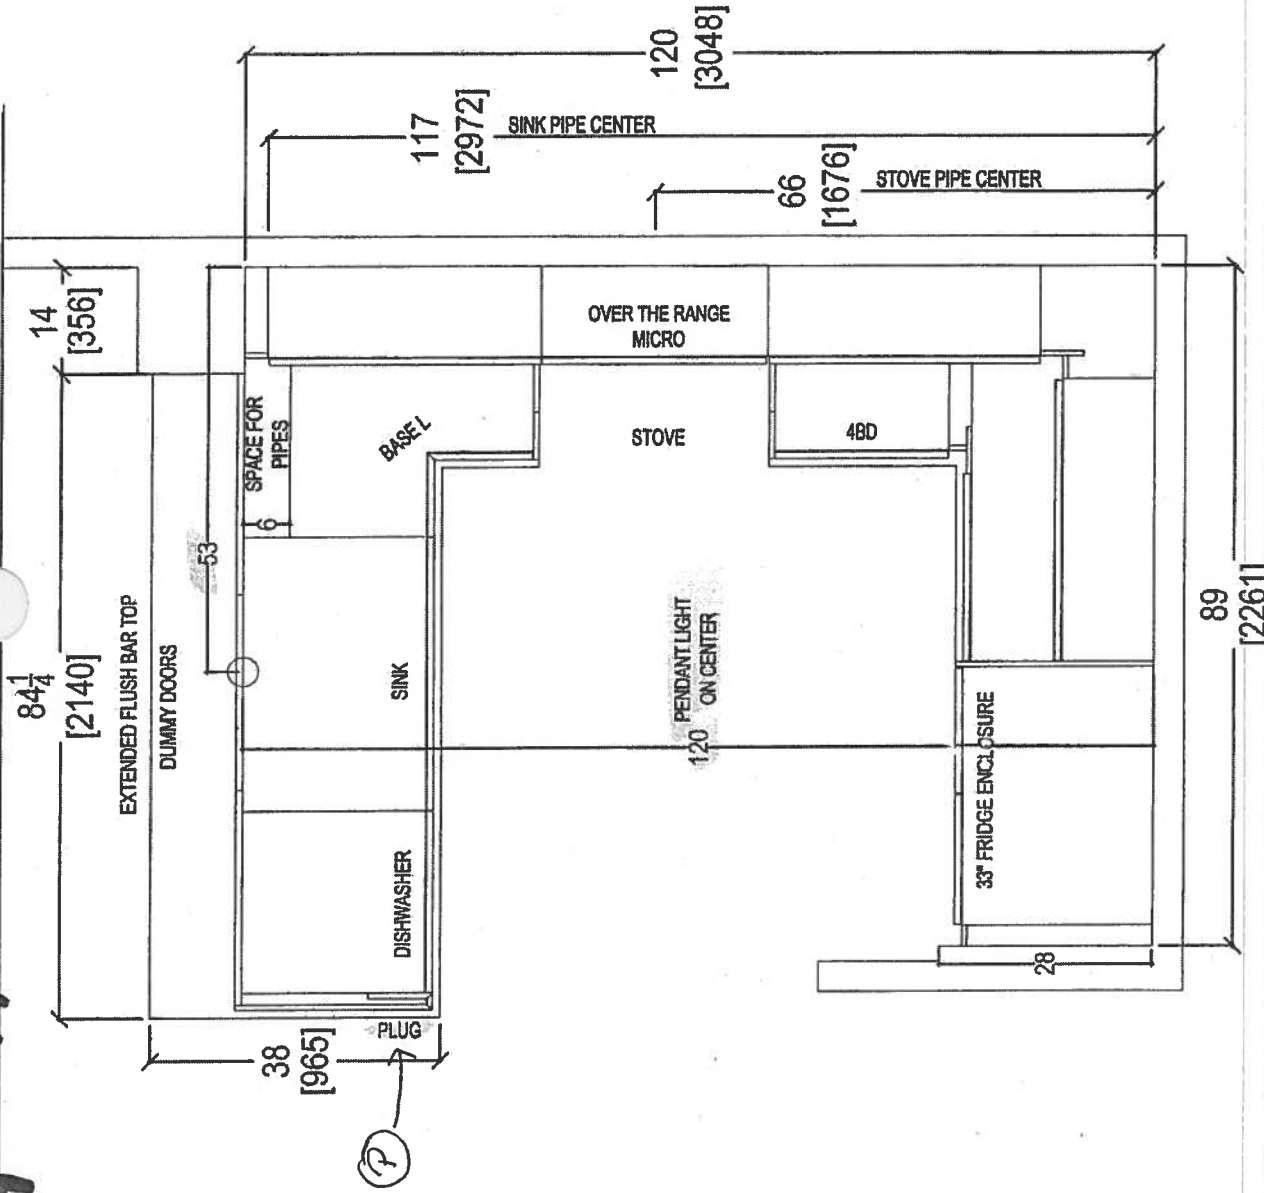 120
[3048]
117
[2972]
SINK PIPE CENTER
66
[1676]
STOVE PIPE CENTER
14
[356]
OVER THE RANGE
MICRO
SPACE FOR
PIPES
BASE L
STOVE
4BD
6
53
84 1/4
[2140]
EXTENDED FLUSH BAR TOP
DUMMY DOORS
SINK
PENDANT LIGHT
ON CENTER
120
89
[2261]
33" FRIDGE ENCLOSURE
DISHWASHER
28
PLUG
38
[965]
P